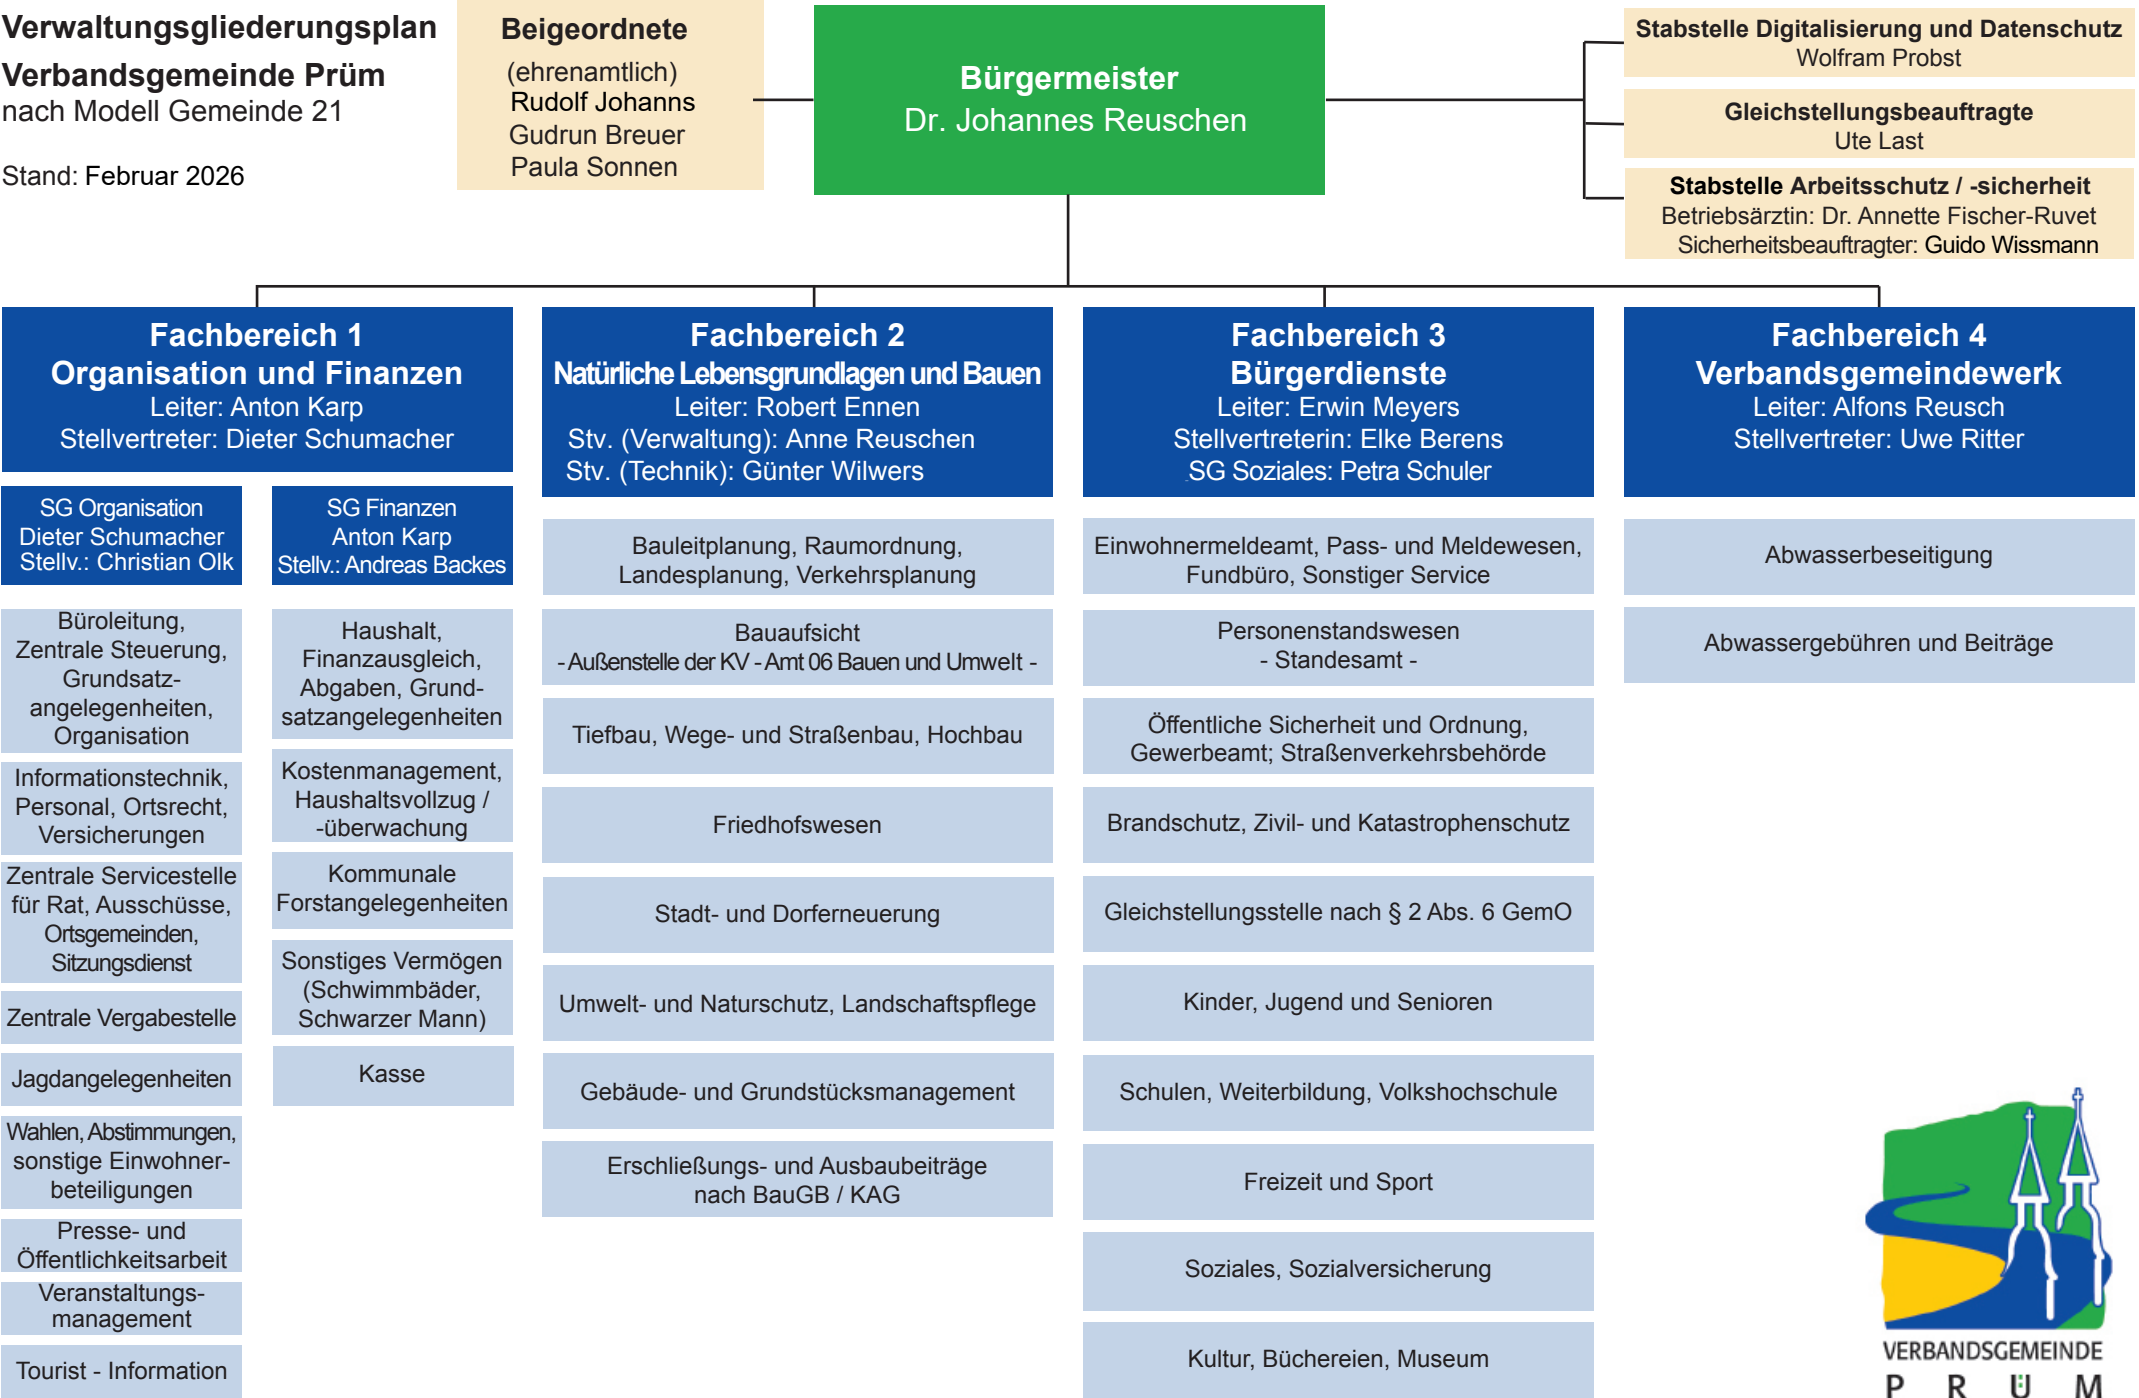 Verwaltungsgliederungsplan
Verbandsgemeinde Prüm
nach Modell Gemeinde 21
Stand: Februar 2026
Beigeordnete
(ehrenamtlich)
Rudolf Johanns
Gudrun Breuer
Paula Sonnen
Bürgermeister
Dr. Johannes Reuschen
Stabstelle Digitalisierung und Datenschutz
Wolfram Probst
Gleichstellungsbeauftragte
Ute Last
Stabstelle Arbeitsschutz / -sicherheit
Betriebsärztin: Dr. Annette Fischer-Ruvet
Sicherheitsbeauftragter: Guido Wissmann
Fachbereich 1
Organisation und Finanzen
Leiter: Anton Karp
Stellvertreter: Dieter Schumacher
SG Organisation
Dieter Schumacher
Stellv.: Christian Olk
Büroleitung,
Zentrale Steuerung,
Grundsatz-
angelegenheiten,
Organisation
Informationstechnik,
Personal, Ortsrecht,
Versicherungen
Zentrale Servicestelle
für Rat, Ausschüsse,
Ortsgemeinden,
Sitzungsdienst
Zentrale Vergabestelle
Jagdangelegenheiten
Wahlen, Abstimmungen,
sonstige Einwohner-
beteiligungen
Presse- und
Öffentlichkeitsarbeit
Veranstaltungs-
management
Tourist - Information
SG Finanzen
Anton Karp
Stellv.: Andreas Backes
Haushalt,
Finanzausgleich,
Abgaben, Grund-
satzangelegenheiten
Kostenmanagement,
Haushaltsvollzug /
-überwachung
Kommunale
Forstangelegenheiten
Sonstiges Vermögen
(Schwimmbäder,
Schwarzer Mann)
Kasse
Fachbereich 2
Natürliche Lebensgrundlagen und Bauen
Leiter: Robert Ennen
Stv. (Verwaltung): Anne Reuschen
Stv. (Technik): Günter Wilwers
Bauleitplanung, Raumordnung,
Landesplanung, Verkehrsplanung
Bauaufsicht
- Außenstelle der KV - Amt 06 Bauen und Umwelt -
Tiefbau, Wege- und Straßenbau, Hochbau
Friedhofswesen
Stadt- und Dorferneuerung
Umwelt- und Naturschutz, Landschaftspflege
Gebäude- und Grundstücksmanagement
Erschließungs- und Ausbaubeiträge
nach BauGB / KAG
Fachbereich 3
Bürgerdienste
Leiter: Erwin Meyers
Stellvertreterin: Elke Berens
SG Soziales: Petra Schuler
Einwohnermeldeamt, Pass- und Meldewesen,
Fundbüro, Sonstiger Service
Personenstandswesen
- Standesamt -
Öffentliche Sicherheit und Ordnung,
Gewerbeamt; Straßenverkehrsbehörde
Brandschutz, Zivil- und Katastrophenschutz
Gleichstellungsstelle nach § 2 Abs. 6 GemO
Kinder, Jugend und Senioren
Schulen, Weiterbildung, Volkshochschule
Freizeit und Sport
Soziales, Sozialversicherung
Kultur, Büchereien, Museum
Fachbereich 4
Verbandsgemeindewerk
Leiter: Alfons Reusch
Stellvertreter: Uwe Ritter
Abwasserbeseitigung
Abwassergebühren und Beiträge
VERBANDSGEMEINDE
PRÜM